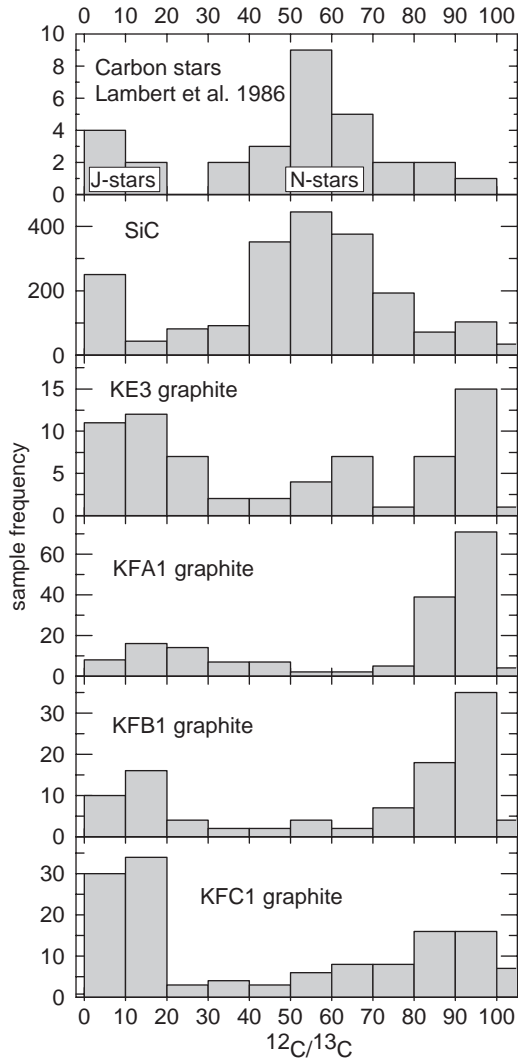 0 10 20 30 40 50 60 70 80 90 100
10
8
6
4
2
0
Carbon stars
Lambert et al. 1986
J-stars
N-stars
400
200
0
SiC
15
10
5
0
KE3 graphite
sample frequency
60
40
20
0
KFA1 graphite
30
20
10
0
KFB1 graphite
30
20
10
0
KFC1 graphite
0 10 20 30 40 50 60 70 80 90 100
¹²C/¹³C